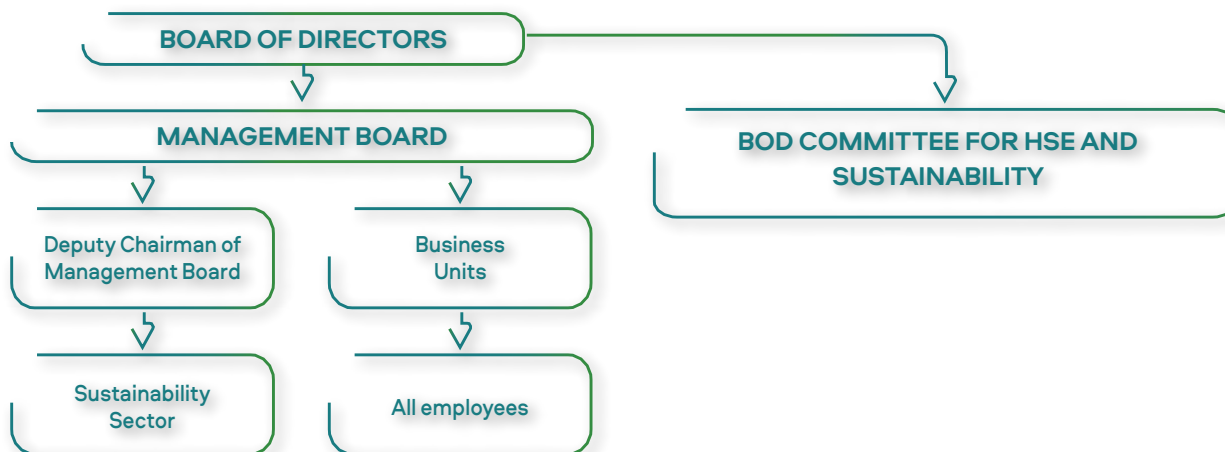 BOARD OF DIRECTORS
MANAGEMENT BOARD
BOD COMMITTEE FOR HSE AND
SUSTAINABILITY
Deputy Chairman of
Management Board
Business
Units
Sustainability
Sector
All employees